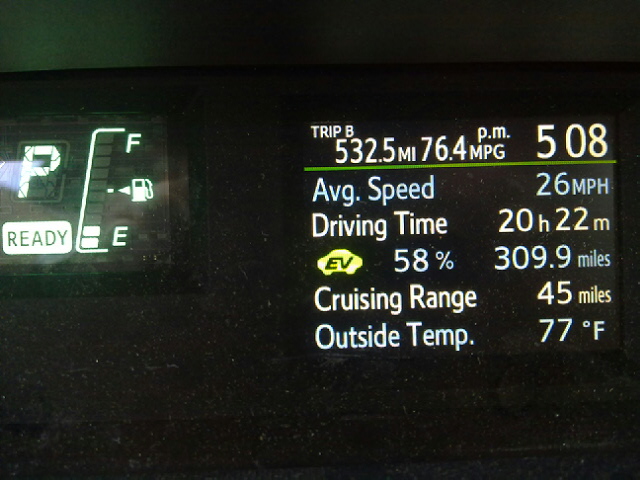 P
F
READY
E
TRIP B
532.5 MI 76.4 MPG
p.m. 5 08
Avg. Speed 26 MPH
Driving Time 20 h 22 m
EV 58 % 309.9 miles
Cruising Range 45 miles
Outside Temp. 77 °F